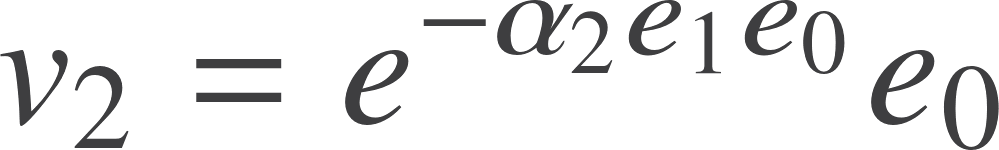 v₂ = e^{-α₂e₁e₀} e₀